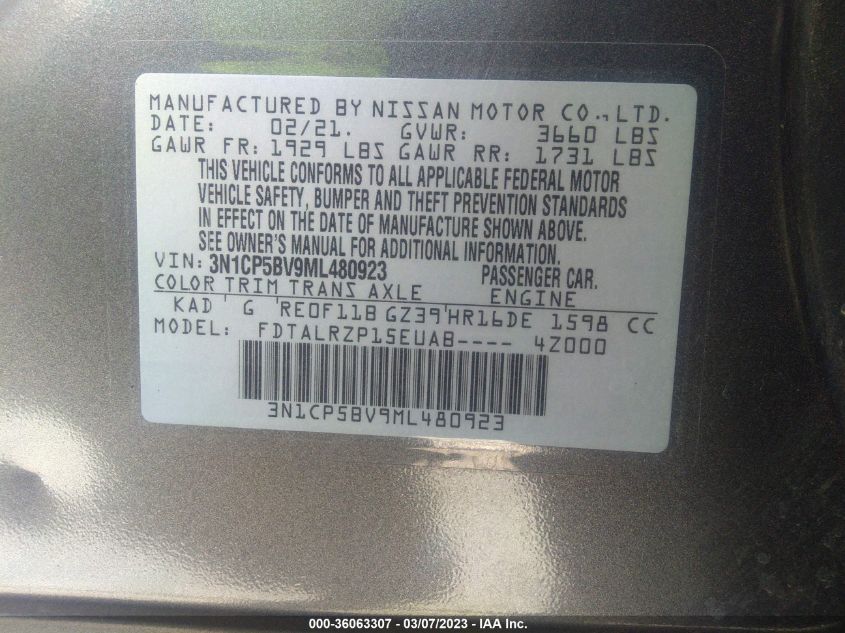 MANUFACTURED BY NISSAN MOTOR CO., LTD.
DATE: 02/21. GVWR: 3660 LBS
GAWR FR: 1929 LBS GAWR RR: 1731 LBS
THIS VEHICLE CONFORMS TO ALL APPLICABLE FEDERAL MOTOR
VEHICLE SAFETY, BUMPER AND THEFT PREVENTION STANDARDS
IN EFFECT ON THE DATE OF MANUFACTURE SHOWN ABOVE.
SEE OWNER'S MANUAL FOR ADDITIONAL INFORMATION.
VIN: 3N1CP5BV9ML480923 PASSENGER CAR.
COLOR TRIM TRANS AXLE ENGINE
KAD ' G 'RE0F11B GZ39'HR16DE 1598 CC
MODEL: FDTALRZP15EUAB---- 4Z000
3N1CP5BV9ML480923
000-36063307 — 03/07/2023 — IAA Inc.